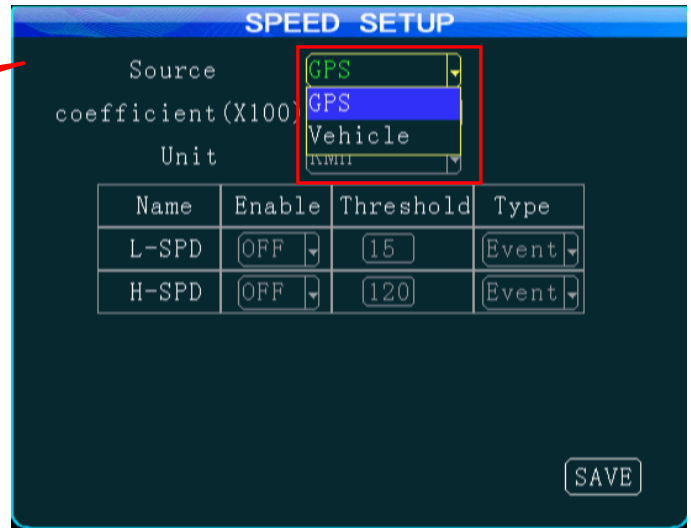 SPEED SETUP
Source GPS
coefficient(X100) GPS
Vehicle
Unit KMH
Name Enable Threshold Type
L-SPD OFF 15 Event
H-SPD OFF 120 Event
SAVE